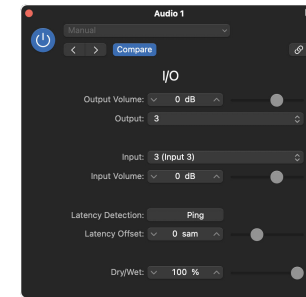 Audio 1
Manual
Compare
I/O
Output Volume: 0 dB
Output: 3
Input: 3 (Input 3)
Input Volume: 0 dB
Latency Detection: Ping
Latency Offset: 0 sam
Dry/Wet: 100 %